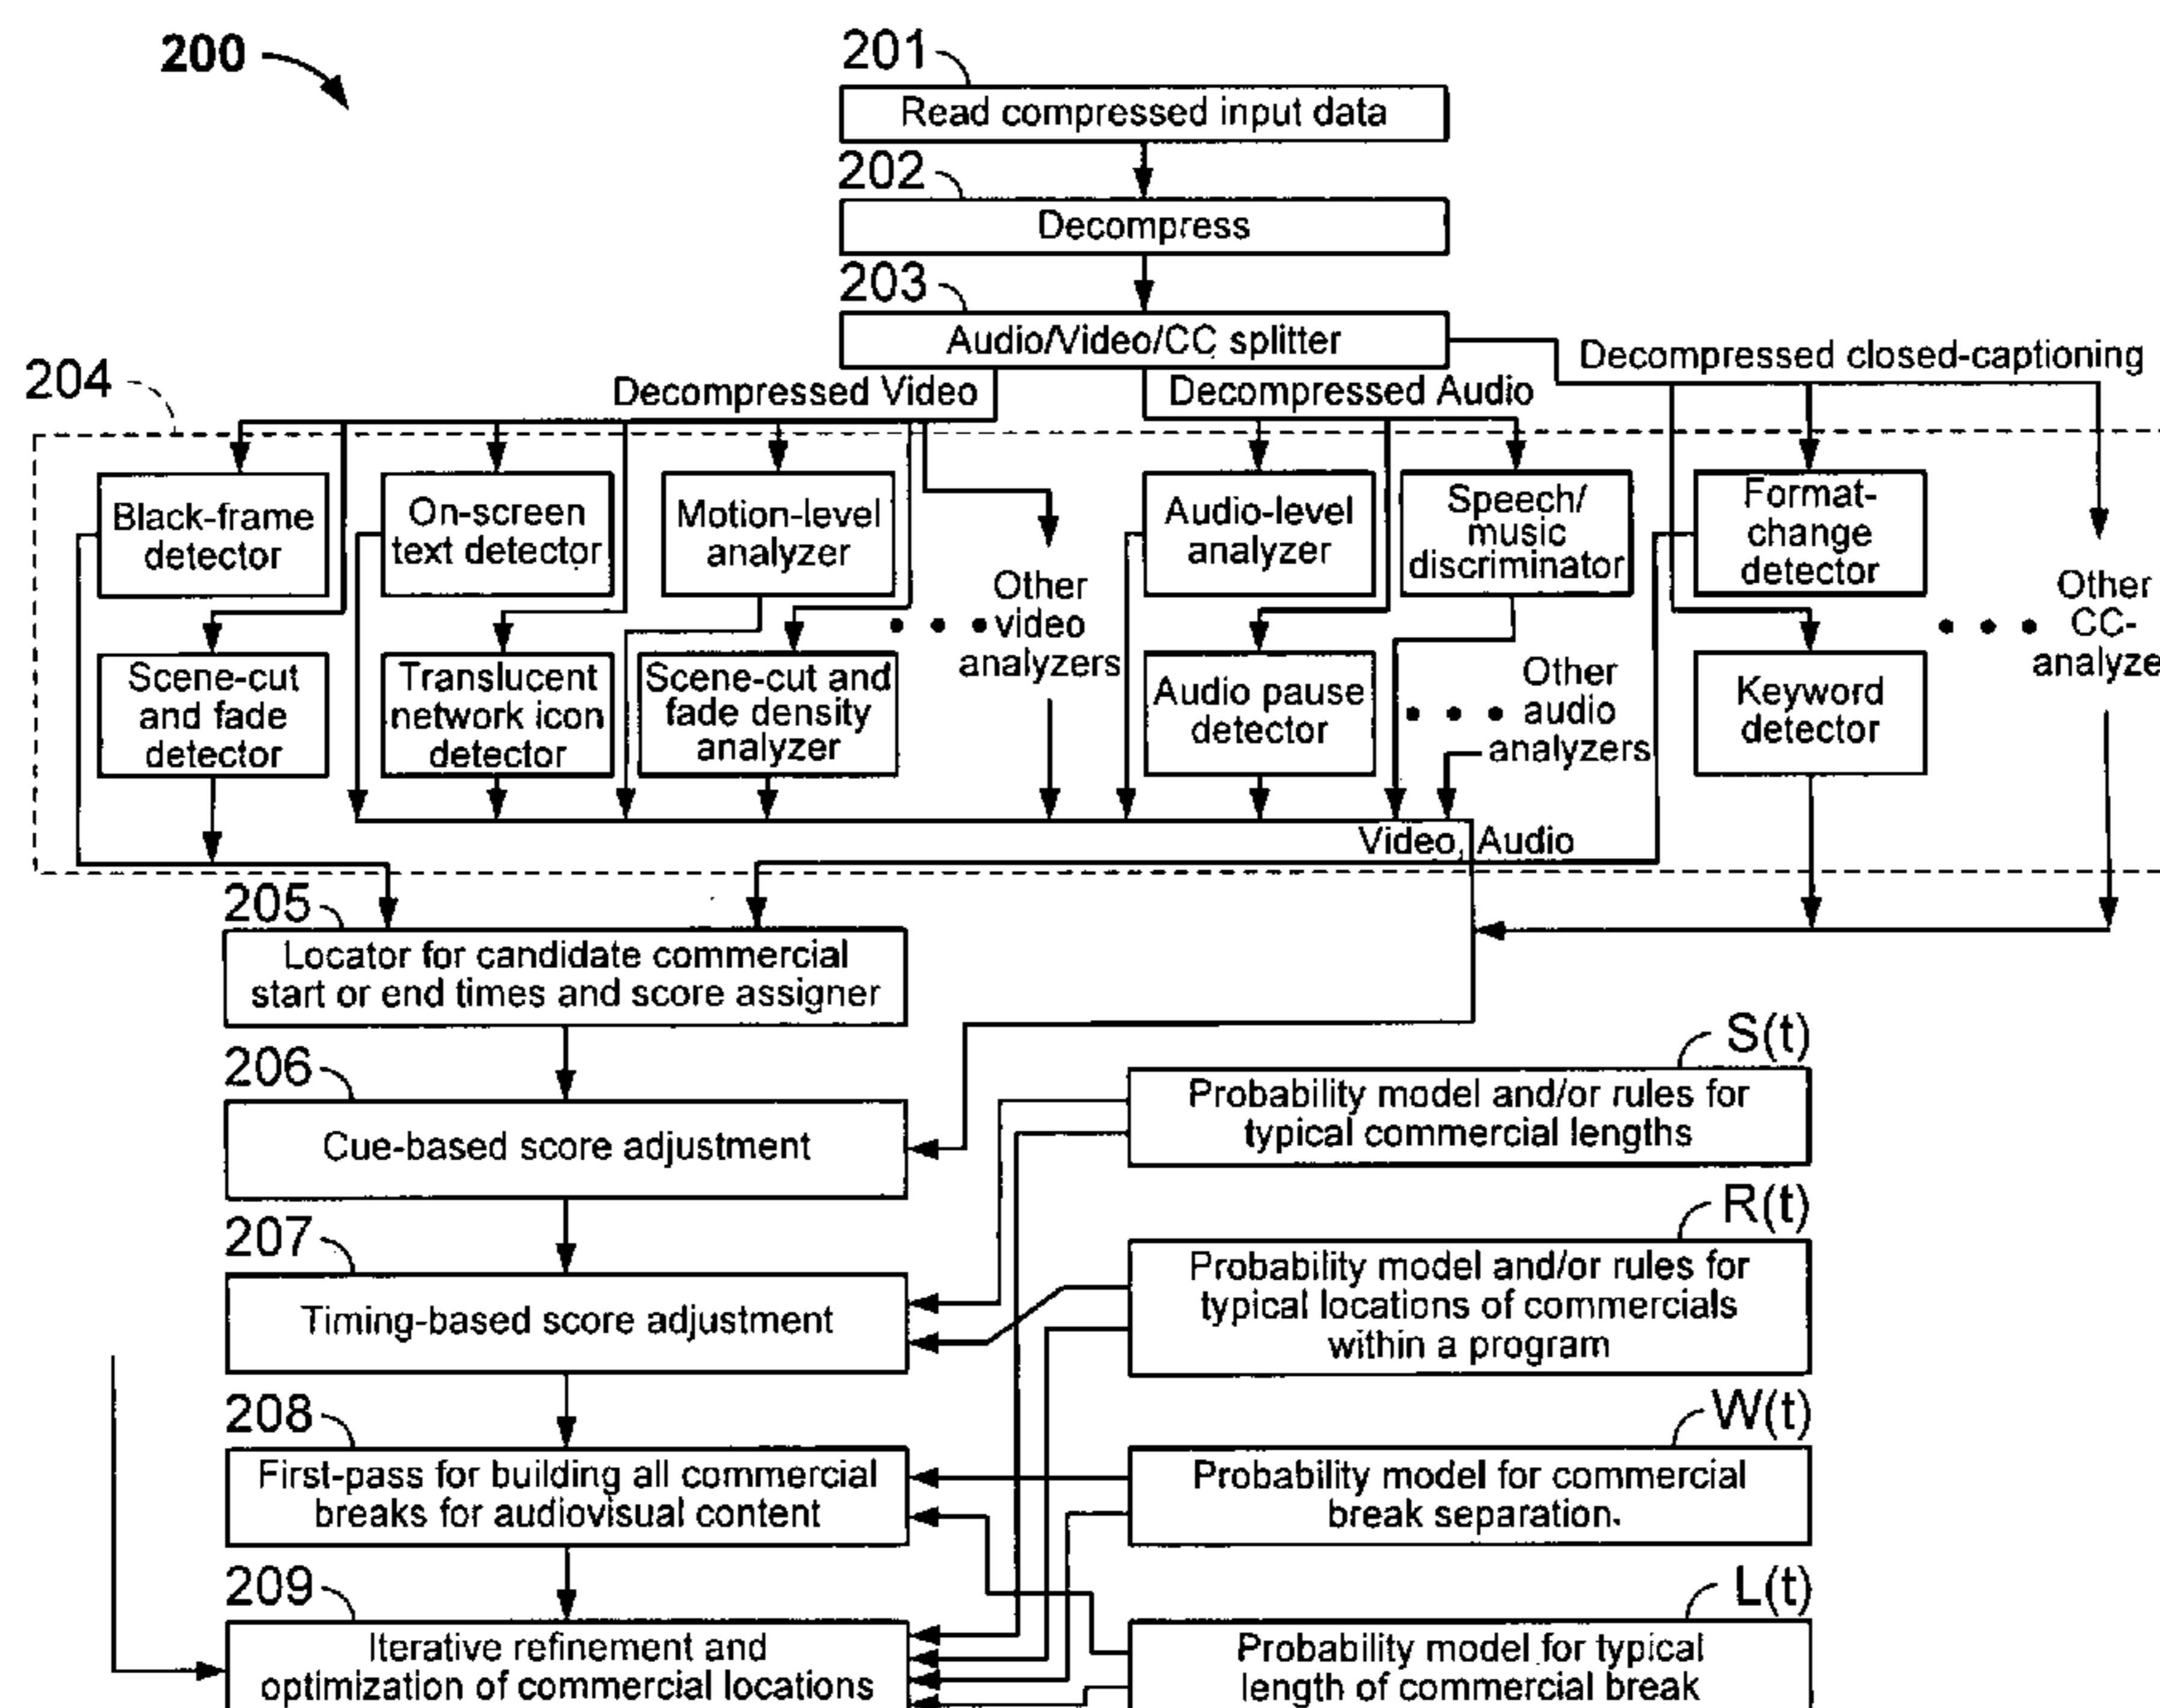 200
201
Read compressed input data
202
Decompress
203
Audio/Video/CC splitter
204
Decompressed Video
Decompressed Audio
Decompressed closed-captioning
Black-frame
detector
On-screen
text detector
Motion-level
analyzer
Other
video
analyzers
Audio-level
analyzer
Speech/
music
discriminator
Format-
change
detector
Other
CC-
analyze
Scene-cut
and fade
detector
Translucent
network icon
detector
Scene-cut and
fade density
analyzer
Audio pause
detector
Other
audio
analyzers
Keyword
detector
Video, Audio
205
Locator for candidate commercial
start or end times and score assigner
206
Cue-based score adjustment
S(t)
Probability model and/or rules for
typical commercial lengths
207
Timing-based score adjustment
R(t)
Probability model and/or rules for
typical locations of commercials
within a program
208
First-pass for building all commercial
breaks for audiovisual content
W(t)
Probability model for commercial
break separation.
209
Iterative refinement and
optimization of commercial locations
L(t)
Probability model for typical
length of commercial break